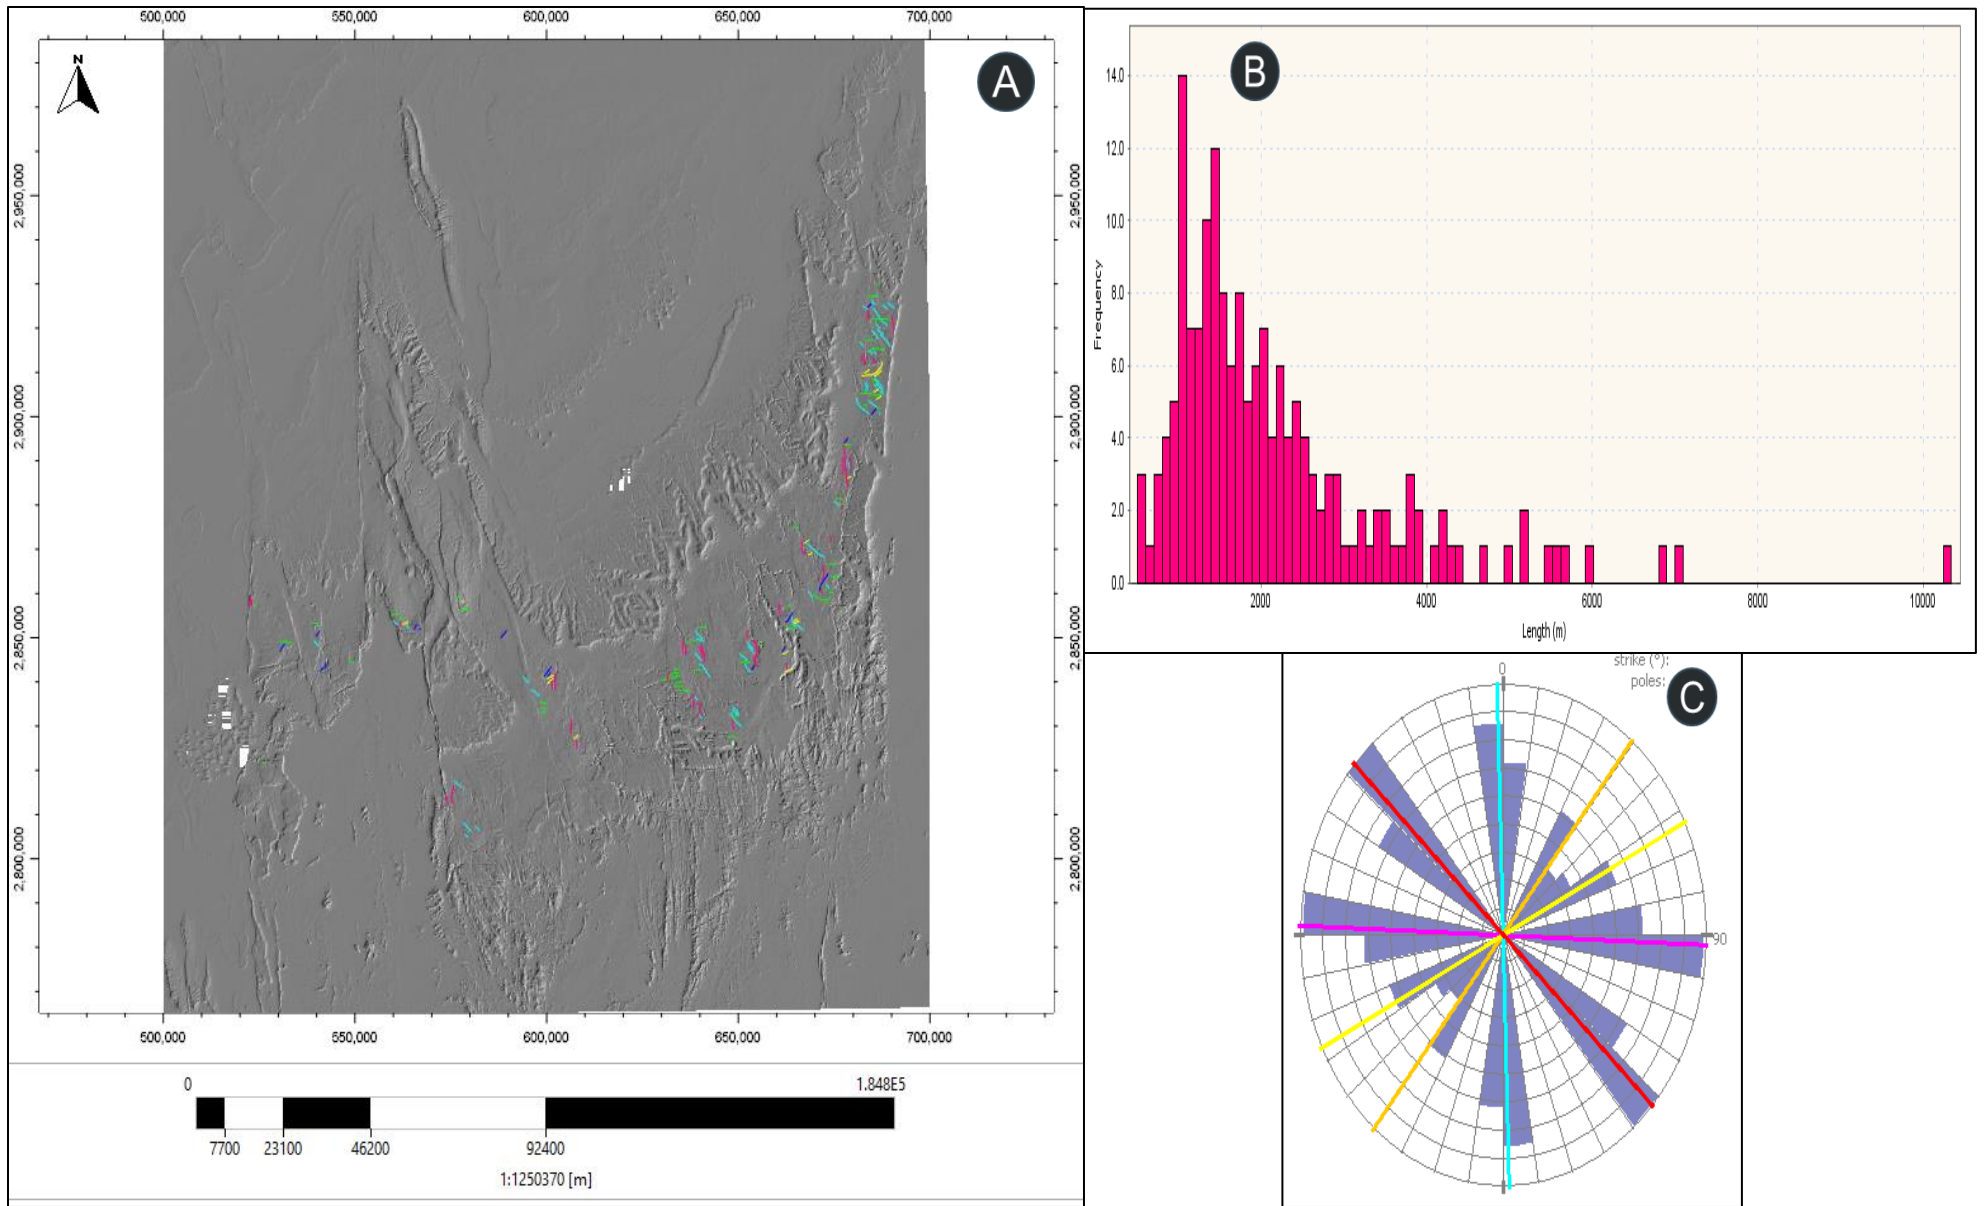 500,000 550,000 600,000 650,000 700,000
N
A
2,950,000 2,950,000
2,900,000 2,900,000
2,850,000 2,850,000
2,800,000 2,800,000
500,000 550,000 600,000 650,000 700,000
0 1.848E5
7700 23100 46200 92400
1:1250370 [m]
B
14.0
12.0
10.0
8.0
6.0
4.0
2.0
0.0
Frequency
2000 4000 6000 8000 10000
Length (m)
strike (°):
poles:
C
0
90